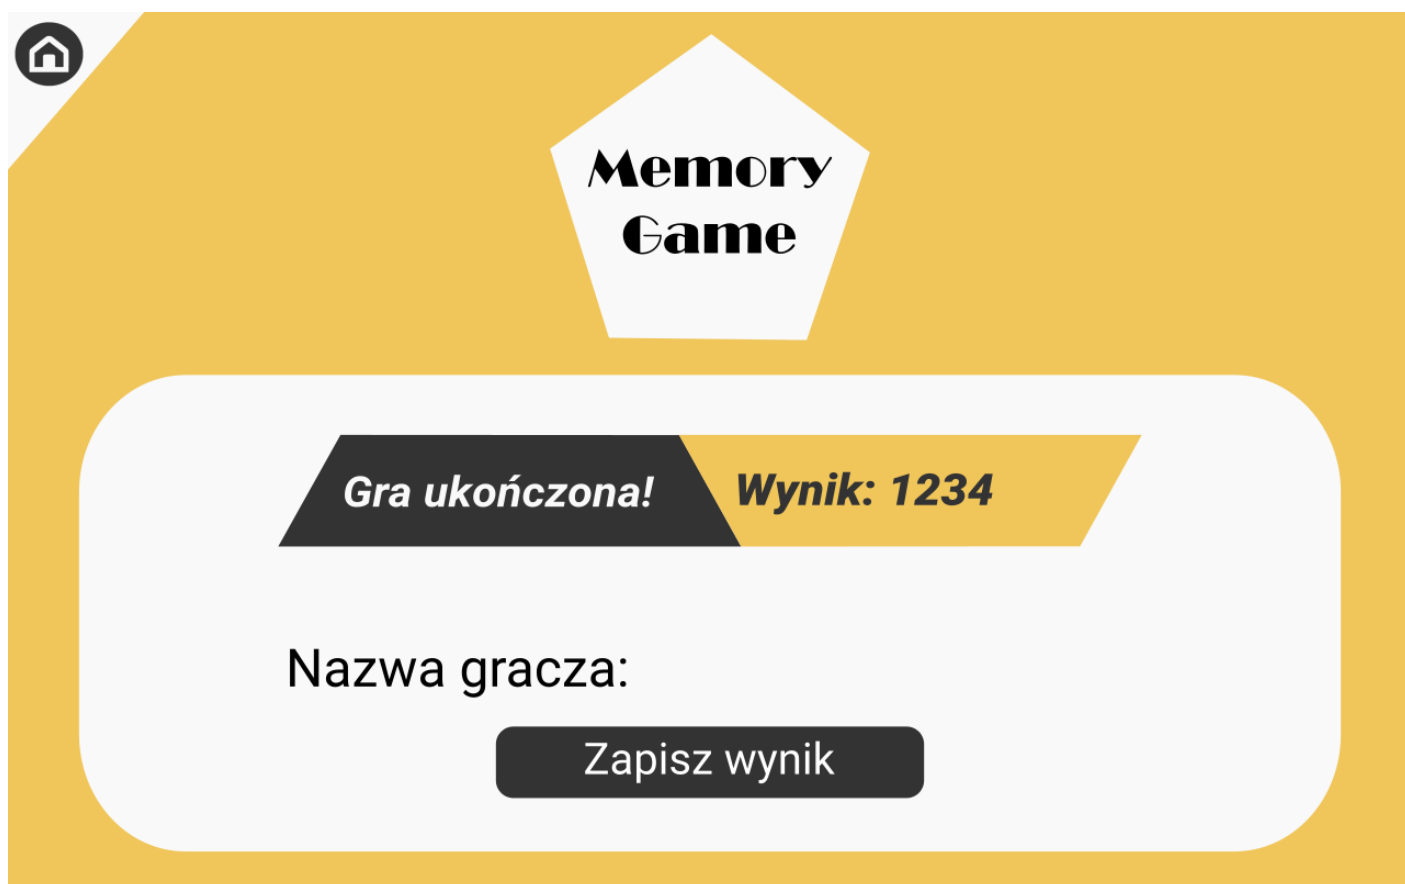 Memory
Game
Gra ukończona!
Wynik: 1234
Nazwa gracza:
Zapisz wynik